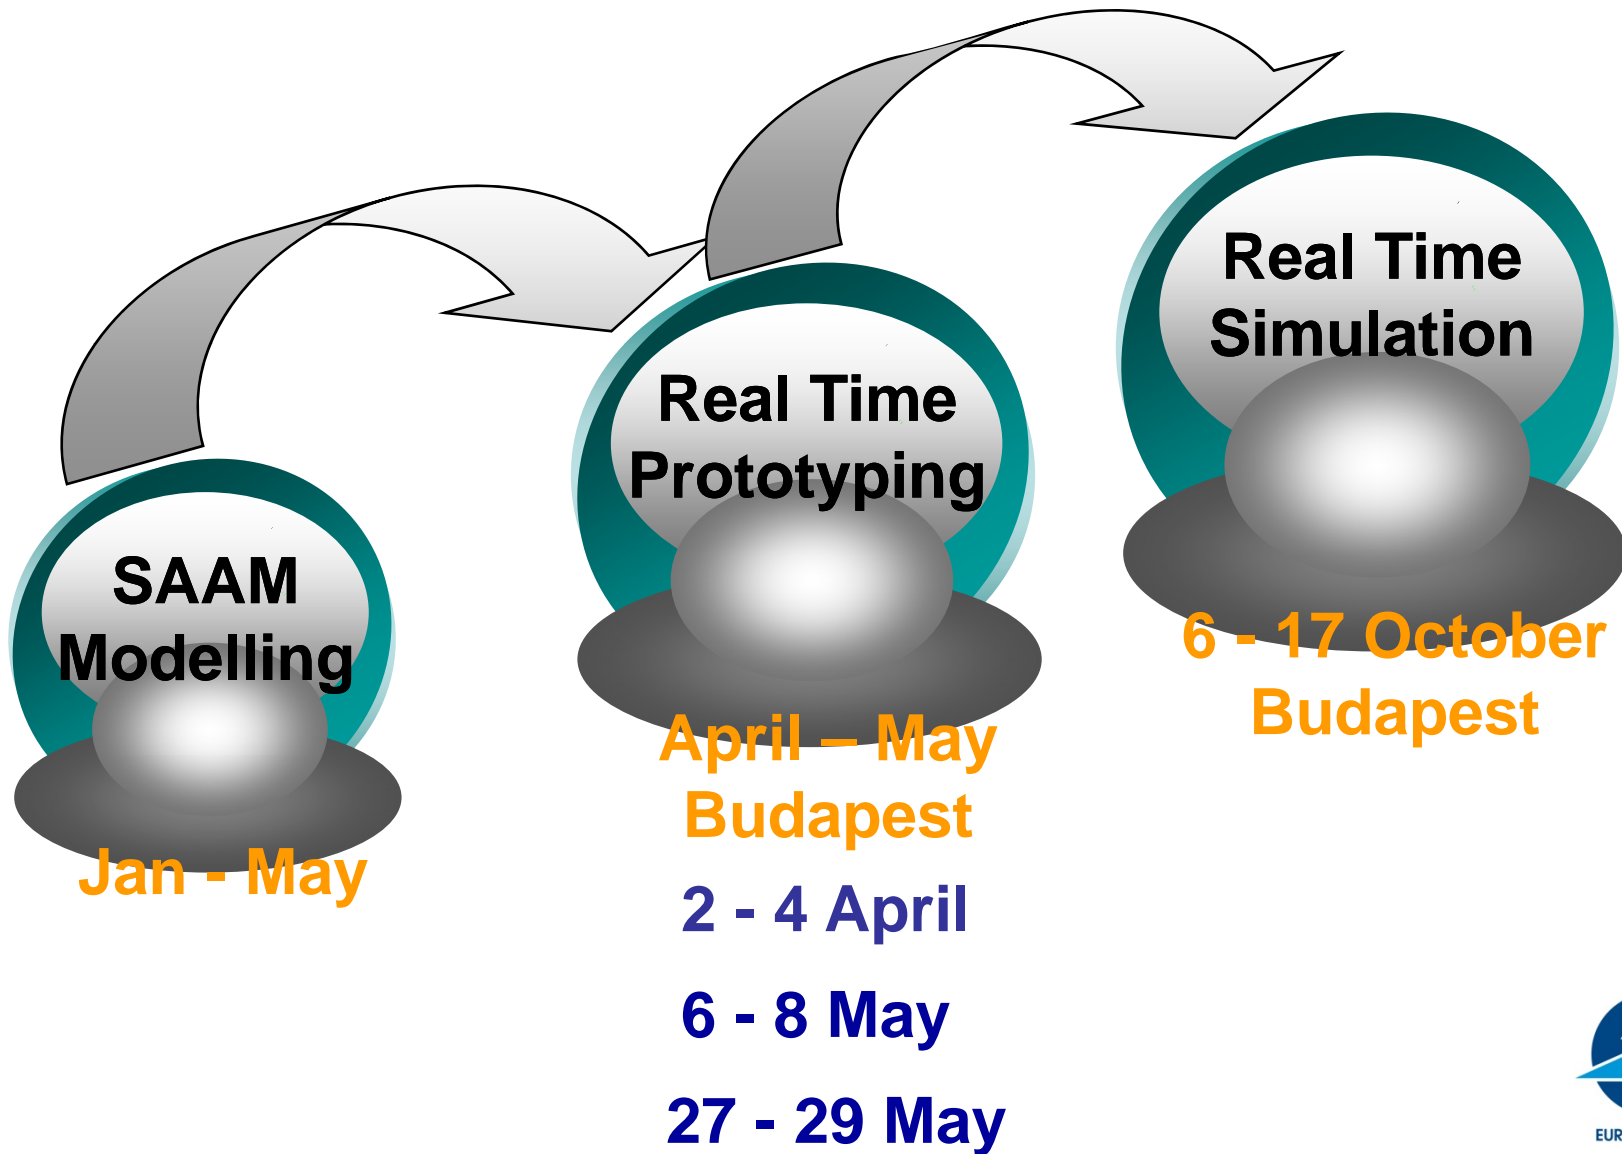 SAAM
Modelling
Jan - May
Real Time
Prototyping
April – May
Budapest
2 - 4 April
6 - 8 May
27 - 29 May
Real Time
Simulation
6 - 17 October
Budapest